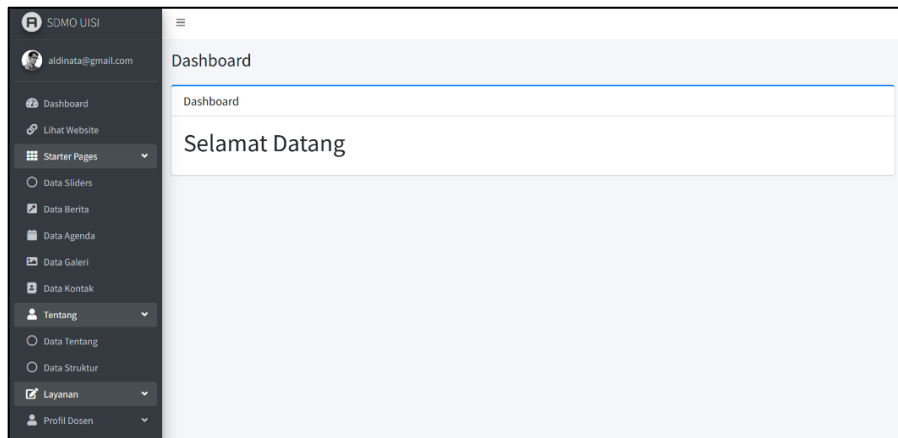 SDMO UISI
aldinata@gmail.com
Dashboard
Lihat Website
Starter Pages
Data Sliders
Data Berita
Data Agenda
Data Galeri
Data Kontak
Tentang
Data Tentang
Data Struktur
Layanan
Profil Dosen
Dashboard
Dashboard
Selamat Datang